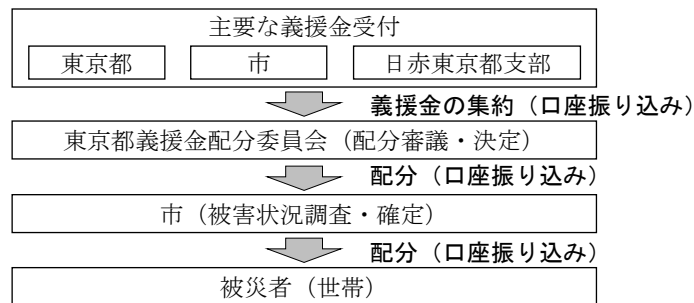 主要な義援金受付
東京都 市 日赤東京都支部
義援金の集約（口座振り込み）
東京都義援金配分委員会（配分審議・決定）
配分（口座振り込み）
市（被害状況調査・確定）
配分（口座振り込み）
被災者（世帯）